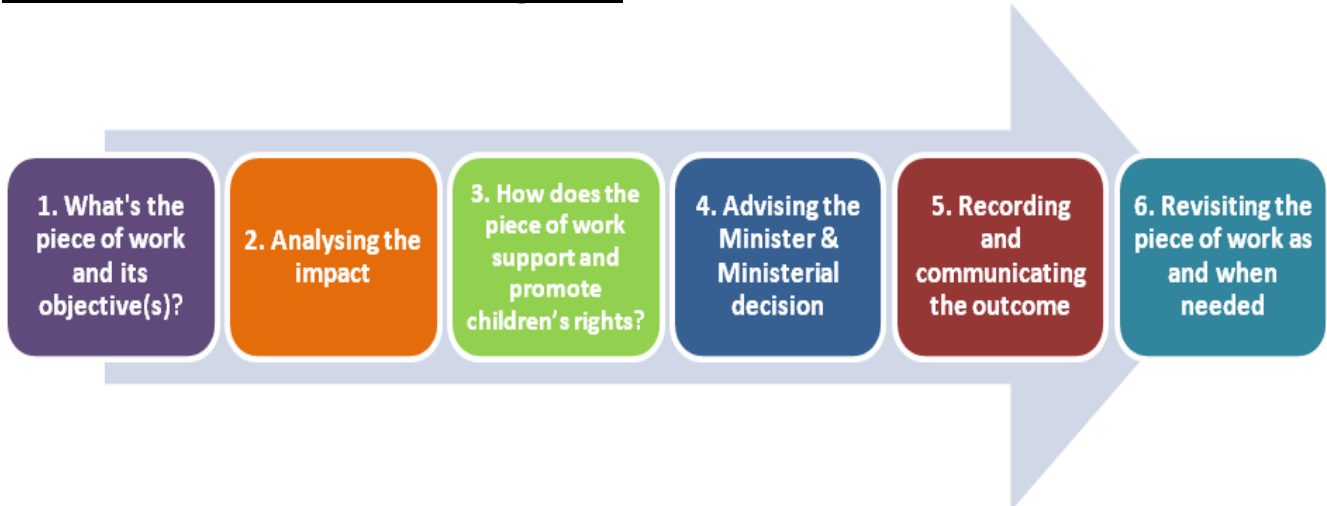 1. What's the
piece of work
and its
objective(s)?
2. Analysing the
impact
3. How does the
piece of work
support and
promote
children’s rights?
4. Advising the
Minister &
Ministerial
decision
5. Recording
and
communicating
the outcome
6. Revisiting the
piece of work as
and when
needed